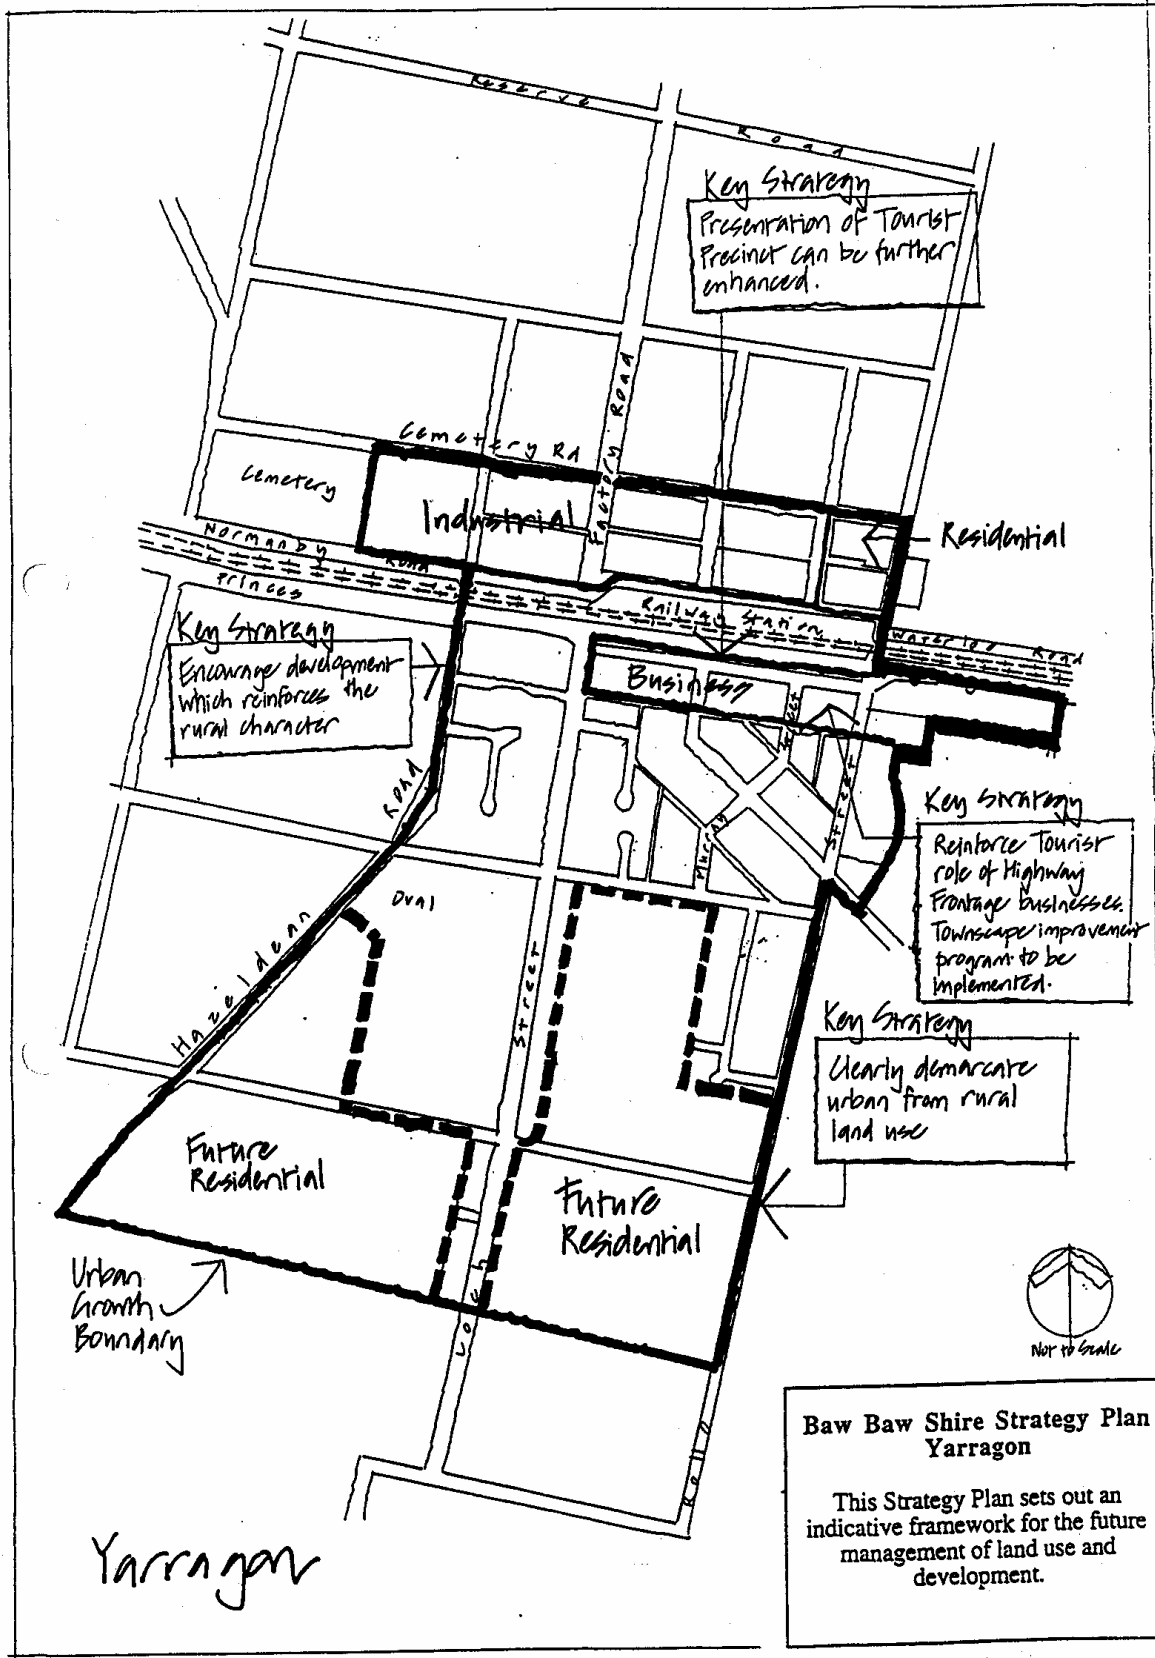 Reserve
Road
Key Strategy
Presentation of Tourist
Precinct can be further
enhanced.
Factory Road
Cemetery Rd
Cemetery
Industrial
Residential
Normanby
Road
Princes
Railway Station
Waterloo Road
Key Strategy
Encourage development
which reinforces the
rural character
Business
Street
Street
Murray
Key Strategy
Reinforce Tourist
role of Highway
Frontage businesses.
Townscape improvement
program to be
implemented.
Hazeldean Road
Oval
Street
Key Strategy
Clearly demarcate
urban from rural
land use
Future
Residential
Future
Residential
Urban
Growth
Boundary
Loch
Rolls
Not to Scale
Baw Baw Shire Strategy Plan
Yarragon
This Strategy Plan sets out an
indicative framework for the future
management of land use and
development.
Yarragon